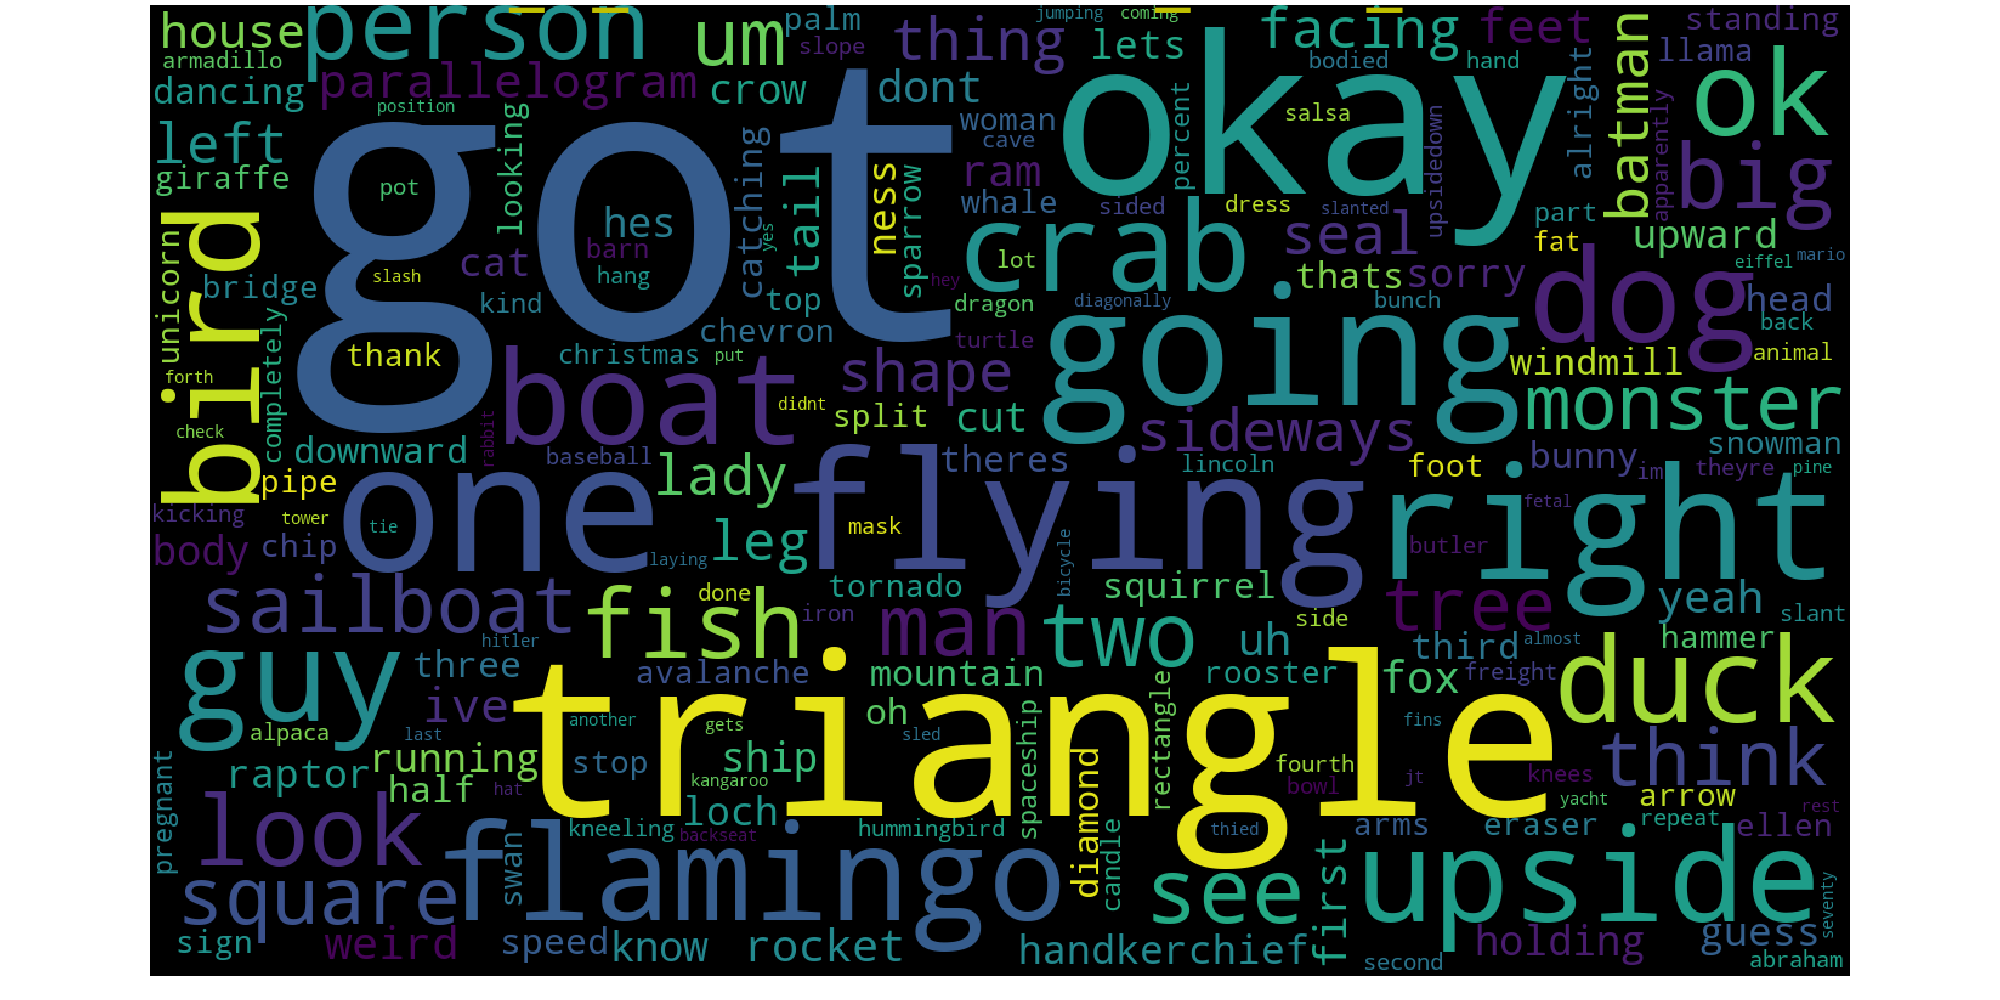 house
person
um
palm
jumping
coming
thing
lets
facing
feet
standing
armadillo
slope
bodied
hand
llama
dancing
parallelogram
crow
dont
okay
batman
ok
position
left
looking
got
woman
cave
percent
salsa
alright
apparently
big
giraffe
pot
catching
tail
ness
sparrow
ram
whale
sided
dress
slanted
upsidedown
part
bird
unicorn
hes
barn
yes
hang
crab
seal
fat
upward
cat
slash
lot
hey
thats
sorry
eiffel
mario
bridge
kind
top
dragon
diagonally
bunch
dog
head
completely
chevron
turtle
going
back
thank
christmas
put
shape
windmill
animal
forth
boat
didnt
split
cut
monster
check
rabbit
sideways
downward
baseball
lady
theres
lincoln
foot
bunny
im
snowman
theyre
pine
pipe
one
flying
right
fetal
kicking
tower
tie
mask
body
chip
leg
laying
bicycle
butler
sailboat
fish
done
tornado
squirrel
tree
yeah
iron
man
two
side
slant
hitler
uh
third
almost
hammer
guy
three
avalanche
mountain
rooster
fox
freight
duck
ive
triangle
oh
rectangle
alpaca
last
another
gets
sled
spaceship
fins
pregnant
running
stop
ship
fourth
think
raptor
half
hat
kangaroo
diamond
bowl
jt
knees
yacht
arrow
rest
look
loch
kneeling
backseat
hummingbird
candle
thied
arms
eraser
repeat
ellen
square
swan
flamingo
see
first
upside
seventy
sign
weird
speed
know
rocket
handkerchief
second
holding
guess
abraham